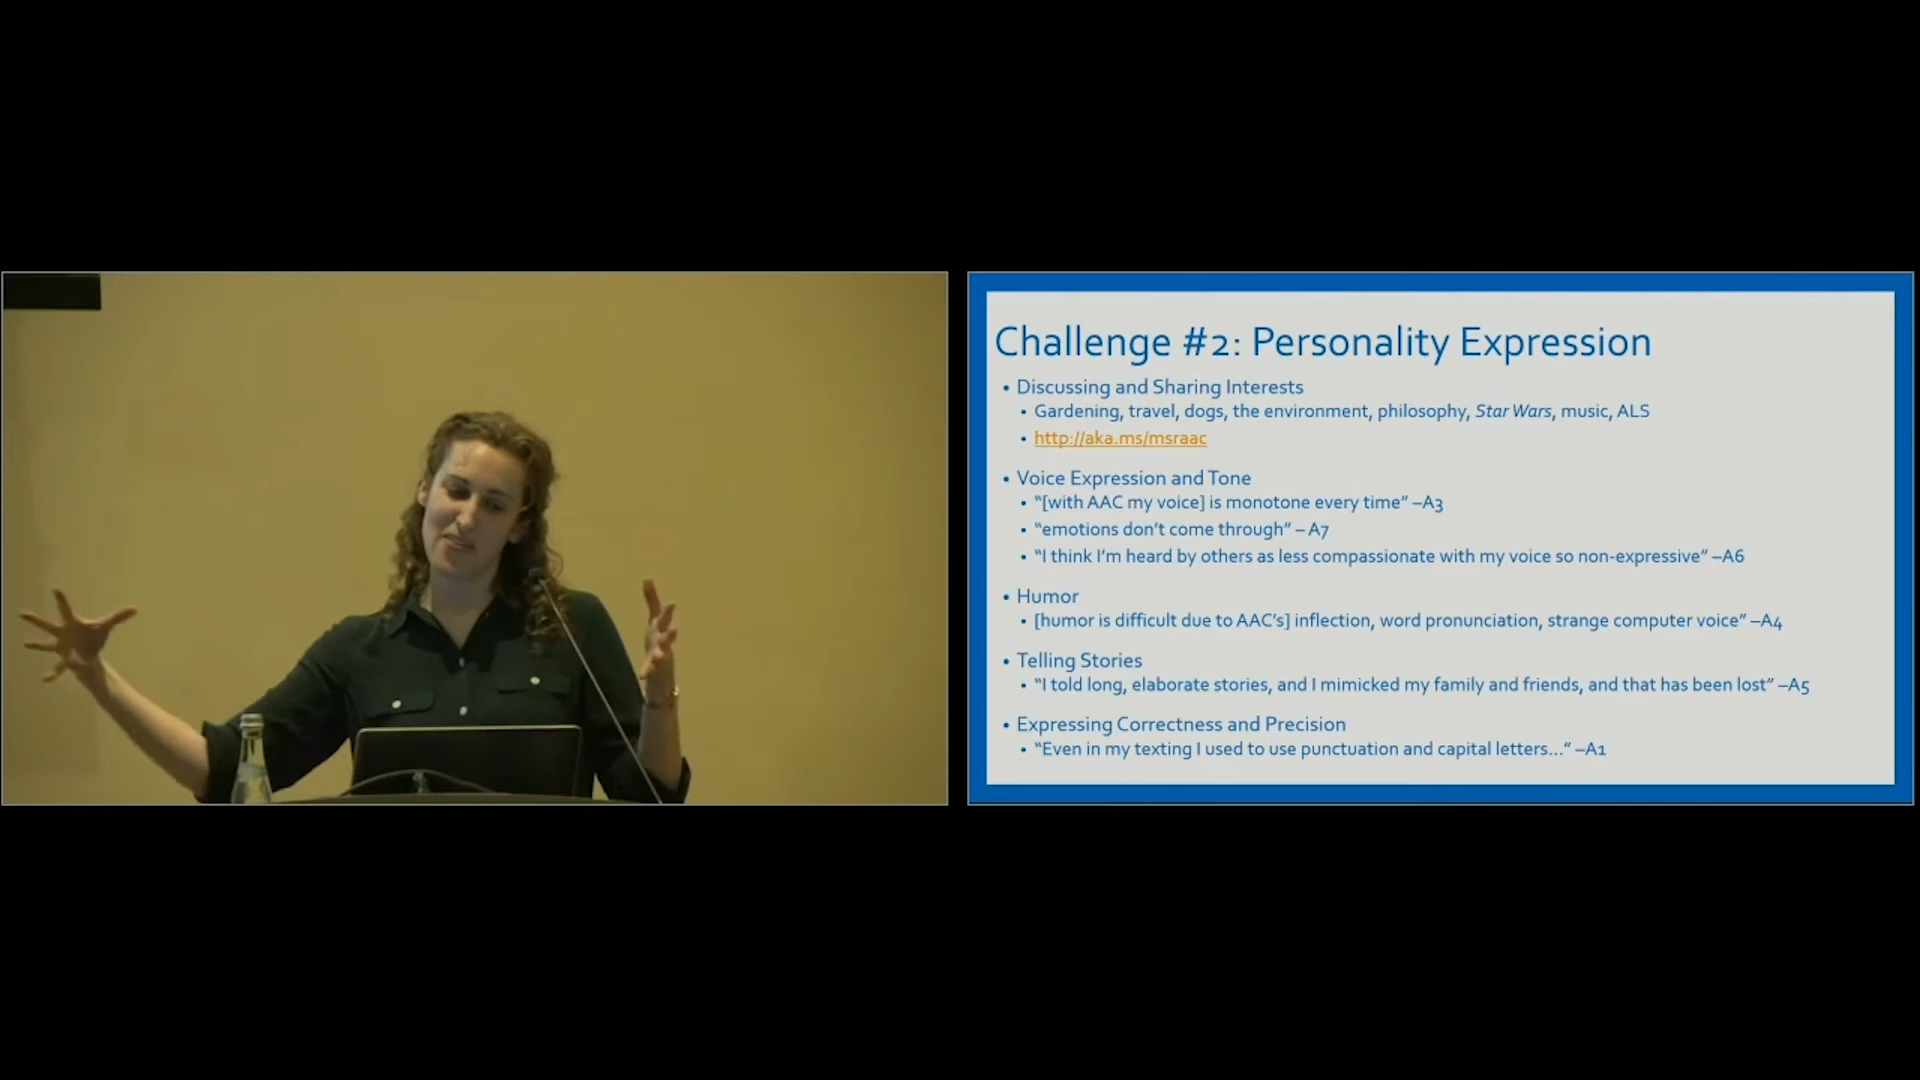 Challenge #2: Personality Expression
• Discussing and Sharing Interests
• Gardening, travel, dogs, the environment, philosophy, Star Wars, music, ALS
• http://aka.ms/msraac
• Voice Expression and Tone
• “[with AAC my voice] is monotone every time” –A3
• “emotions don’t come through” – A7
• “I think I’m heard by others as less compassionate with my voice so non-expressive” –A6
• Humor
• [humor is difficult due to AAC’s] inflection, word pronunciation, strange computer voice” –A4
• Telling Stories
• “I told long, elaborate stories, and I mimicked my family and friends, and that has been lost” –A5
• Expressing Correctness and Precision
• “Even in my texting I used to use punctuation and capital letters…” –A1